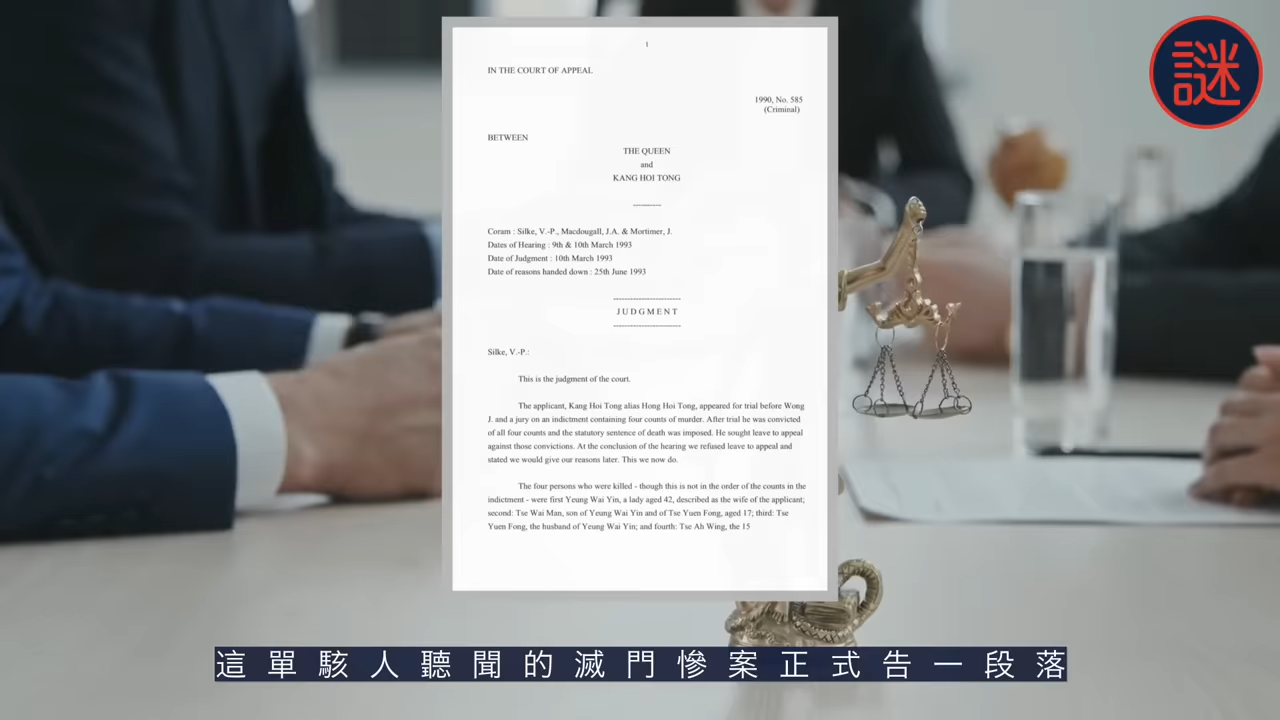 謎
1
IN THE COURT OF APPEAL
1990, No. 585
(Criminal)
BETWEEN
THE QUEEN
and
KANG HOI TONG
----------
Coram : Silke, V.-P., Macdougall, J.A. & Mortimer, J.
Dates of Hearing : 9th & 10th March 1993
Date of Judgment : 10th March 1993
Date of reasons handed down : 25th June 1993
------------------------
J U D G M E N T
------------------------
Silke, V.-P.:
This is the judgment of the court.
The applicant, Kang Hoi Tong alias Hong Hoi Tong, appeared for trial before Wong
J. and a jury on an indictment containing four counts of murder. After trial he was convicted
of all four counts and the statutory sentence of death was imposed. He sought leave to appeal
against those convictions. At the conclusion of the hearing we refused leave to appeal and
stated we would give our reasons later. This we now do.
The four persons who were killed - though this is not in the order of the counts in the
indictment - were first Yeung Wai Yin, a lady aged 42, described as the wife of the applicant;
second: Tse Wai Man, son of Yeung Wai Yin and of Tse Yuen Fong, aged 17; third: Tse
Yuen Fong, the husband of Yeung Wai Yin; and fourth: Tse Ah Wing, the 15
這單駭人聽聞的滅門慘案正式告一段落